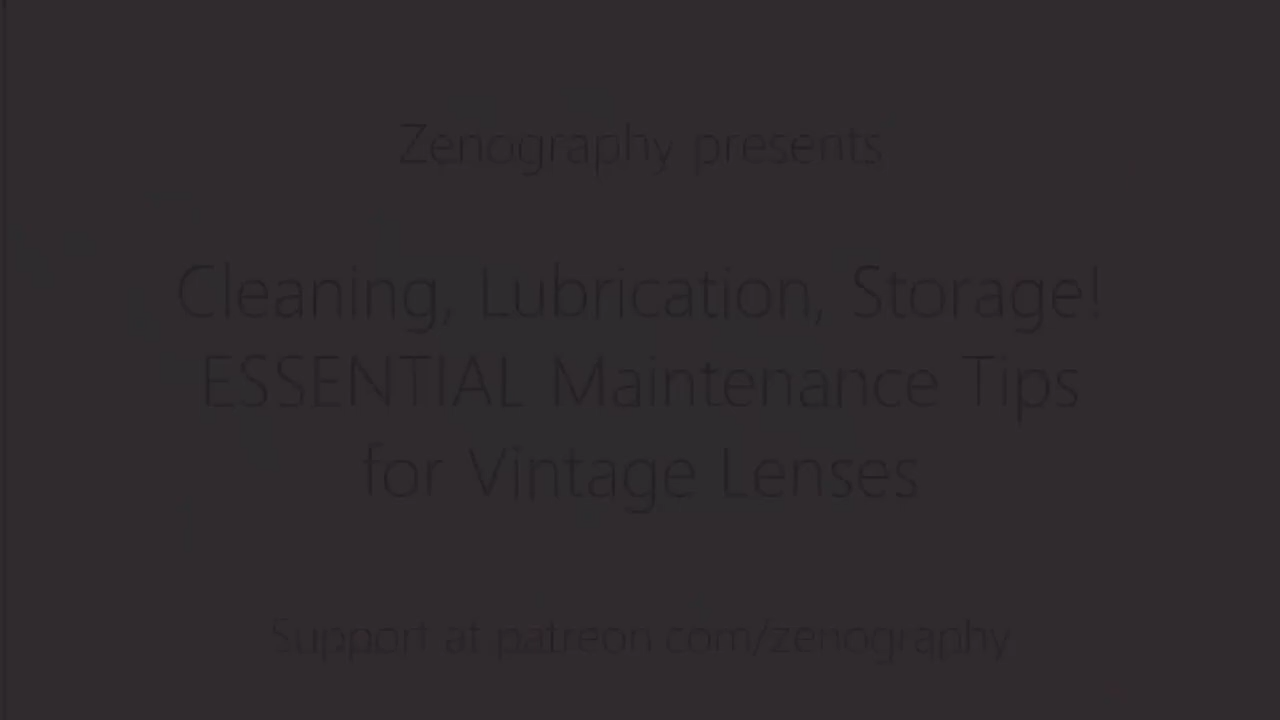 Zenography presents
Cleaning, Lubrication, Storage!
ESSENTIAL Maintenance Tips
for Vintage Lenses
Support at patreon.com/zenography